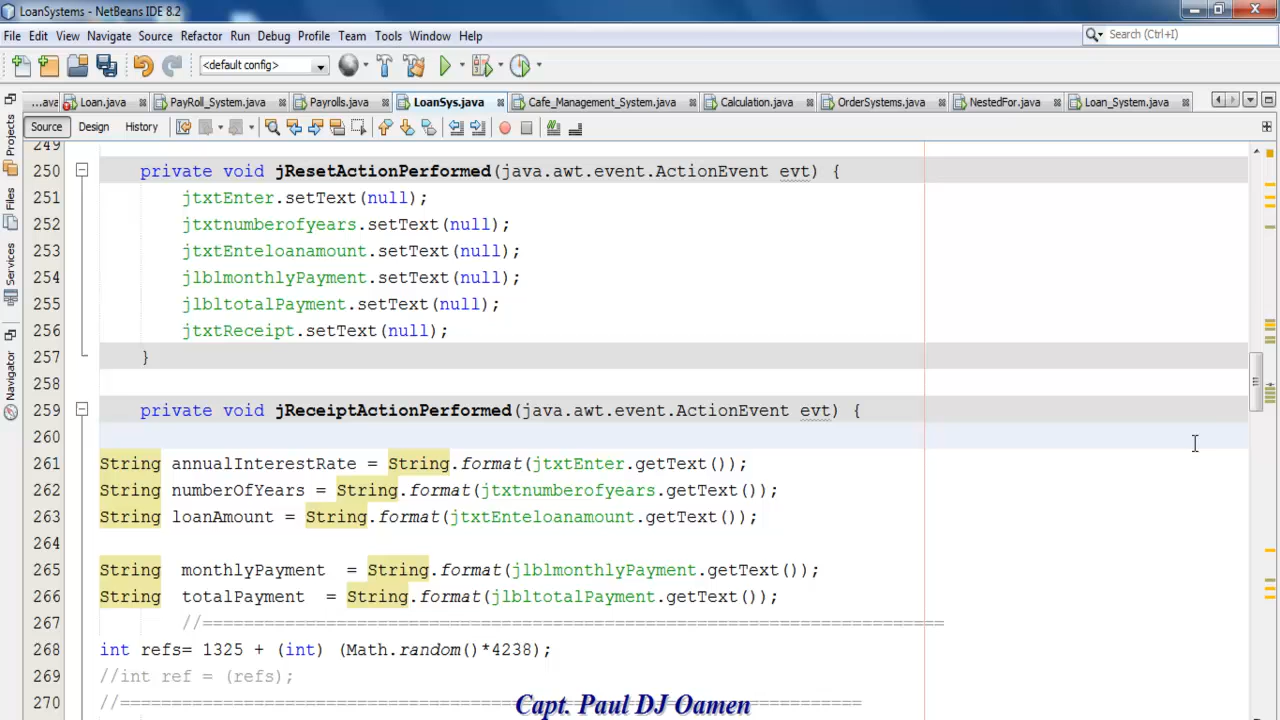 LoanSystems - NetBeans IDE 8.2
File Edit View Navigate Source Refactor Run Debug Profile Team Tools Window Help
Search (Ctrl+I)
<default config>
...ava Loan.java PayRoll_System.java Payrolls.java LoanSys.java Cafe_Management_System.java Calculation.java OrderSystems.java NestedFor.java Loan_System.java
Source Design History
Projects
Files
Services
Navigator
249
250 private void jResetActionPerformed(java.awt.event.ActionEvent evt) {
251 jtxtEnter.setText(null);
252 jtxtnumberofyears.setText(null);
253 jtxtEnteloanamount.setText(null);
254 jlblmonthlyPayment.setText(null);
255 jlbltotalPayment.setText(null);
256 jtxtReceipt.setText(null);
257 }
258
259 private void jReceiptActionPerformed(java.awt.event.ActionEvent evt) {
260
261 String annualInterestRate = String.format(jtxtEnter.getText());
262 String numberOfYears = String.format(jtxtnumberofyears.getText());
263 String loanAmount = String.format(jtxtEnteloanamount.getText());
264
265 String monthlyPayment = String.format(jlblmonthlyPayment.getText());
266 String totalPayment = String.format(jlbltotalPayment.getText());
267 //========================================================================
268 int refs= 1325 + (int) (Math.random()*4238);
269 //int ref = (refs);
270 //========================================================================
Capt. Paul DJ Oamen